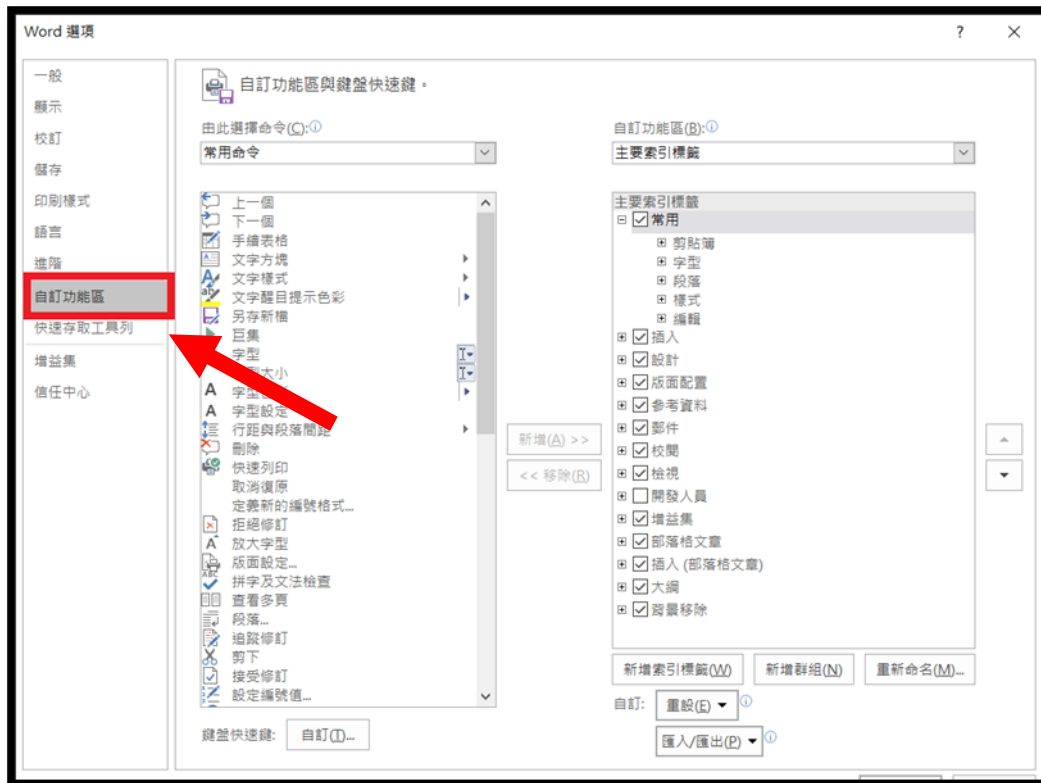 Word 選項
?
一般
顯示
校訂
儲存
印刷樣式
語言
進階
自訂功能區
快速存取工具列
增益集
信任中心
自訂功能區與鍵盤快速鍵。
由此選擇命令(C):
常用命令
上一個
下一個
手繪表格
文字方塊
文字樣式
文字醒目提示色彩
另存新檔
巨集
字型
大小
字型
字型設定
行距與段落間距
刪除
快速列印
取消復原
定義新的編號格式...
拒絕修訂
放大字型
版面設定...
拼字及文法檢查
查看多頁
段落...
追蹤修訂
剪下
接受修訂
設定編號值...
鍵盤快速鍵:
自訂(T)...
新增(A) >>
<< 移除(R)
自訂功能區(B):
主要索引標籤
主要索引標籤
常用
剪貼簿
字型
段落
樣式
編輯
插入
設計
版面配置
參考資料
郵件
校閱
檢視
開發人員
增益集
部落格文章
插入 (部落格文章)
大綱
背景移除
新增索引標籤(W)
新增群組(N)
重新命名(M)...
自訂:
重設(E)
匯入/匯出(P)